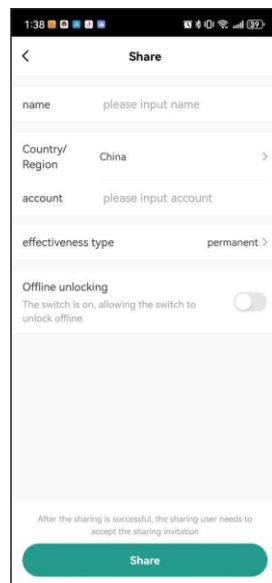 1:38
39
Share
name please input name
Country/
Region
China
account please input account
effectiveness type permanent
Offline unlocking
The switch is on, allowing the switch to
unlock offline
After the sharing is successful, the sharing user needs to
accept the sharing invitation
Share